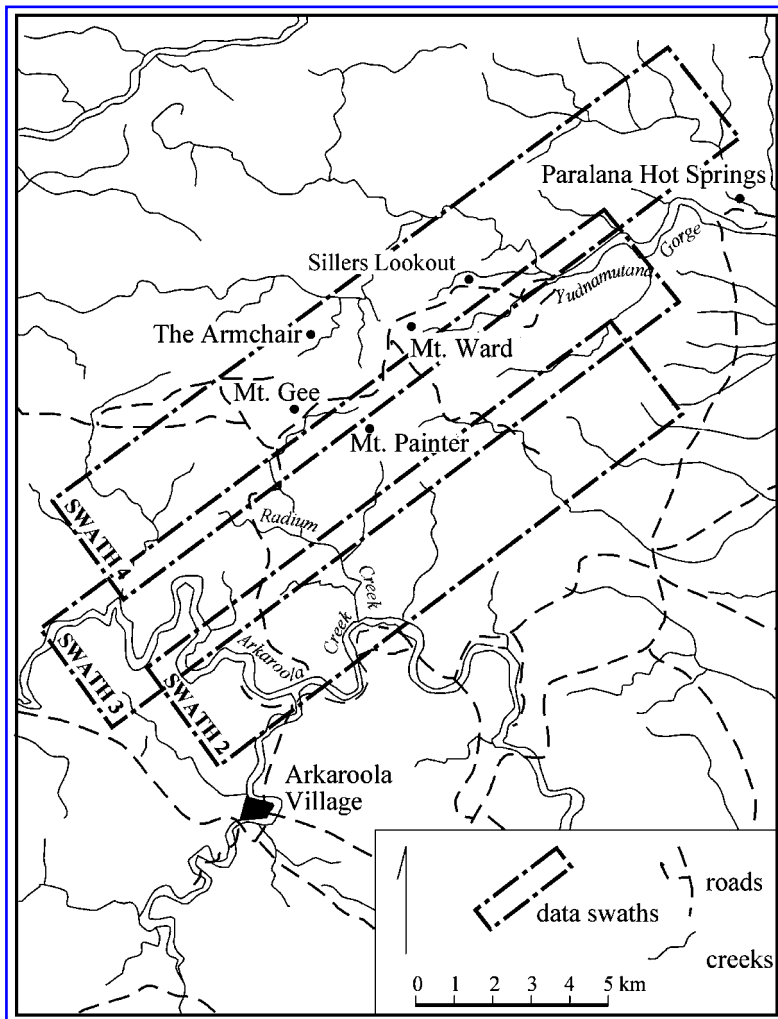 Paralana Hot Springs
Gorge
Yudnamutana
Sillers Lookout
The Armchair
Mt. Ward
Mt. Gee
Mt. Painter
SWATH 4
Radium
Creek
Creek
Arkaroola
SWATH 3
SWATH 2
Arkaroola
Village
roads
data swaths
creeks
0 1 2 3 4 5 km